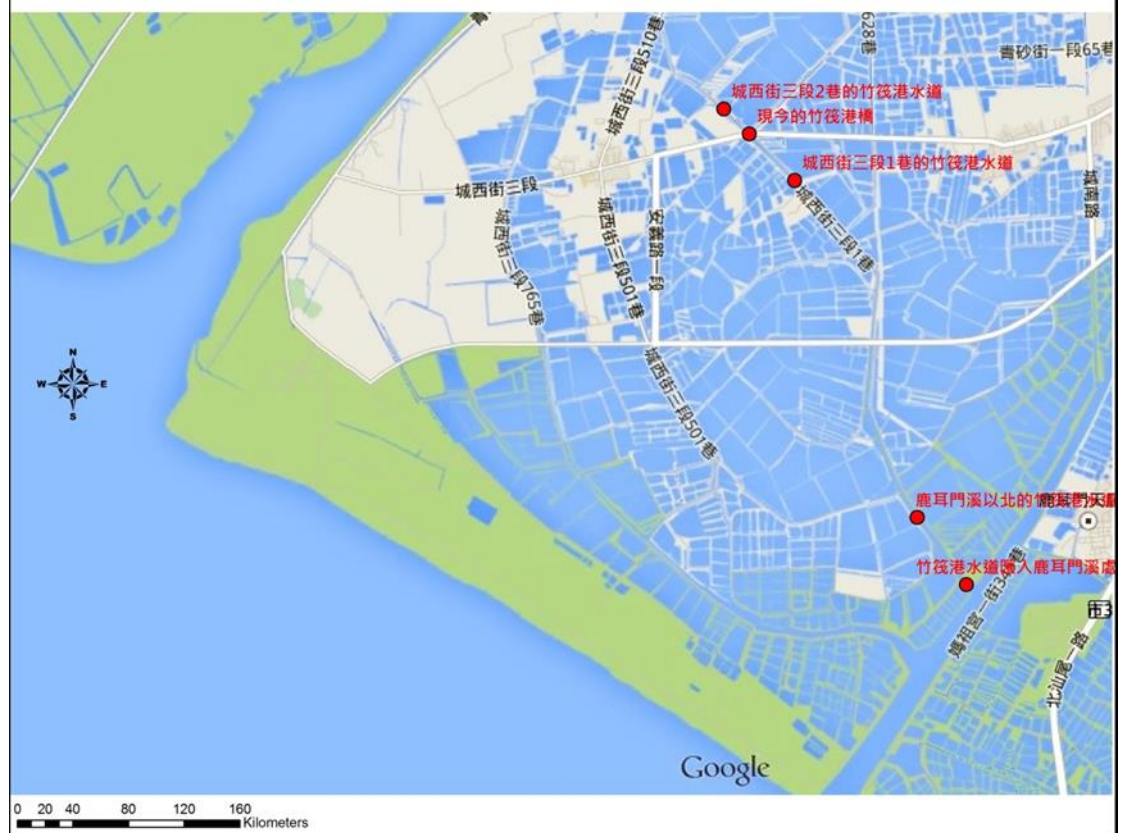 城西街三段510巷
628巷
青砂街一段65巷
城西街三段2巷的竹筏港水道
現今的竹筏港橋
城西街三段1巷的竹筏港水道
城西街三段
城西街三段1巷
城南路
安義路一段
城西街三段501巷
城西街三段765巷
城西街三段501巷
N
W
E
S
鹿耳門溪以北的竹筏港水道
竹筏港水道匯入鹿耳門溪處
媽祖宮一街
市3
北汕尾一路
Google
0 20 40 80 120 160
Kilometers